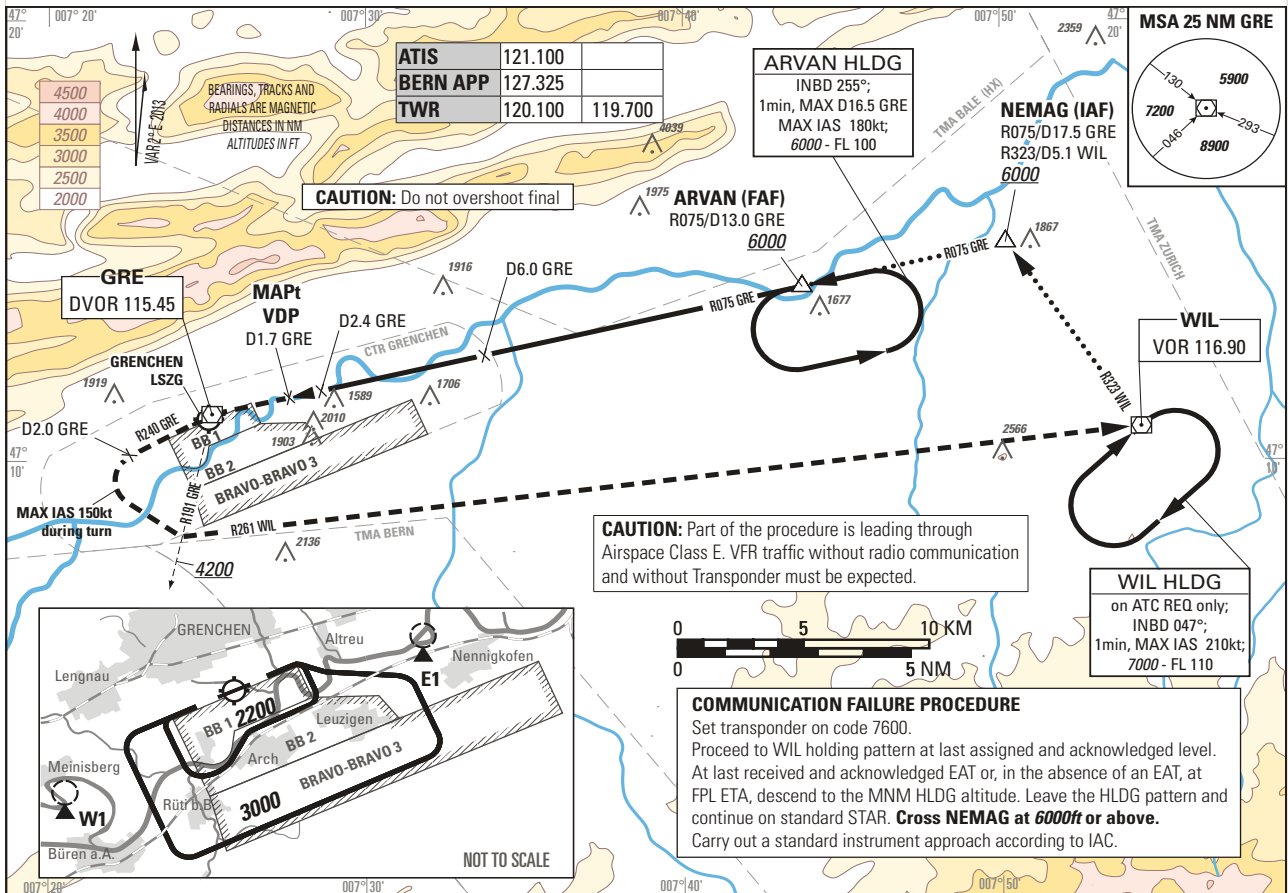 47°
20'
007° 20'
007° 30'
007° 40'
007° 50'
47°
20'
4500
4000
3500
3000
2500
2000
VAR 2° E 2013
BEARINGS, TRACKS AND
RADIALS ARE MAGNETIC
DISTANCES IN NM
ALTITUDES IN FT
ATIS 121.100
BERN APP 127.325
TWR 120.100 119.700
CAUTION: Do not overshoot final
ARVAN HLDG
INBD 255°;
1min, MAX D16.5 GRE
MAX IAS 180kt;
6000 - FL 100
TMA BALE (HX)
2359
MSA 25 NM GRE
130
5900
7200
293
046
8900
NEMAG (IAF)
R075/D17.5 GRE
R323/D5.1 WIL
6000
4039
1975
ARVAN (FAF)
R075/D13.0 GRE
6000
1867
TMA ZURICH
R075 GRE
1916
D6.0 GRE
R075 GRE
1677
GRE
DVOR 115.45
MAPt
VDP
D1.7 GRE
D2.4 GRE
CTR GRENCHEN
WIL
VOR 116.90
R323 WIL
GRENCHEN
LSZG
1919
1589
1706
2010
1903
D2.0 GRE
R240 GRE
BB 1
BB 2
BRAVO-BRAVO 3
2566
47°
10'
47°
10'
MAX IAS 150kt
during turn
R191 GRE
R261 WIL
2136
TMA BERN
4200
CAUTION: Part of the procedure is leading through
Airspace Class E. VFR traffic without radio communication
and without Transponder must be expected.
WIL HLDG
on ATC REQ only;
INBD 047°;
1min, MAX IAS 210kt;
7000 - FL 110
0 5 10 KM
0 5 NM
GRENCHEN
Altreu
Lengnau
Nennigkofen
E1
BB 1 2200
Leuzigen
BB 2
Arch
BRAVO-BRAVO 3
Meinisberg
Rüti b.B.
3000
W1
Büren a.A.
NOT TO SCALE
COMMUNICATION FAILURE PROCEDURE
Set transponder on code 7600.
Proceed to WIL holding pattern at last assigned and acknowledged level.
At last received and acknowledged EAT or, in the absence of an EAT, at
FPL ETA, descend to the MNM HLDG altitude. Leave the HLDG pattern and
continue on standard STAR. Cross NEMAG at 6000ft or above.
Carry out a standard instrument approach according to IAC.
007° 20'
007° 30'
007° 40'
007° 50'